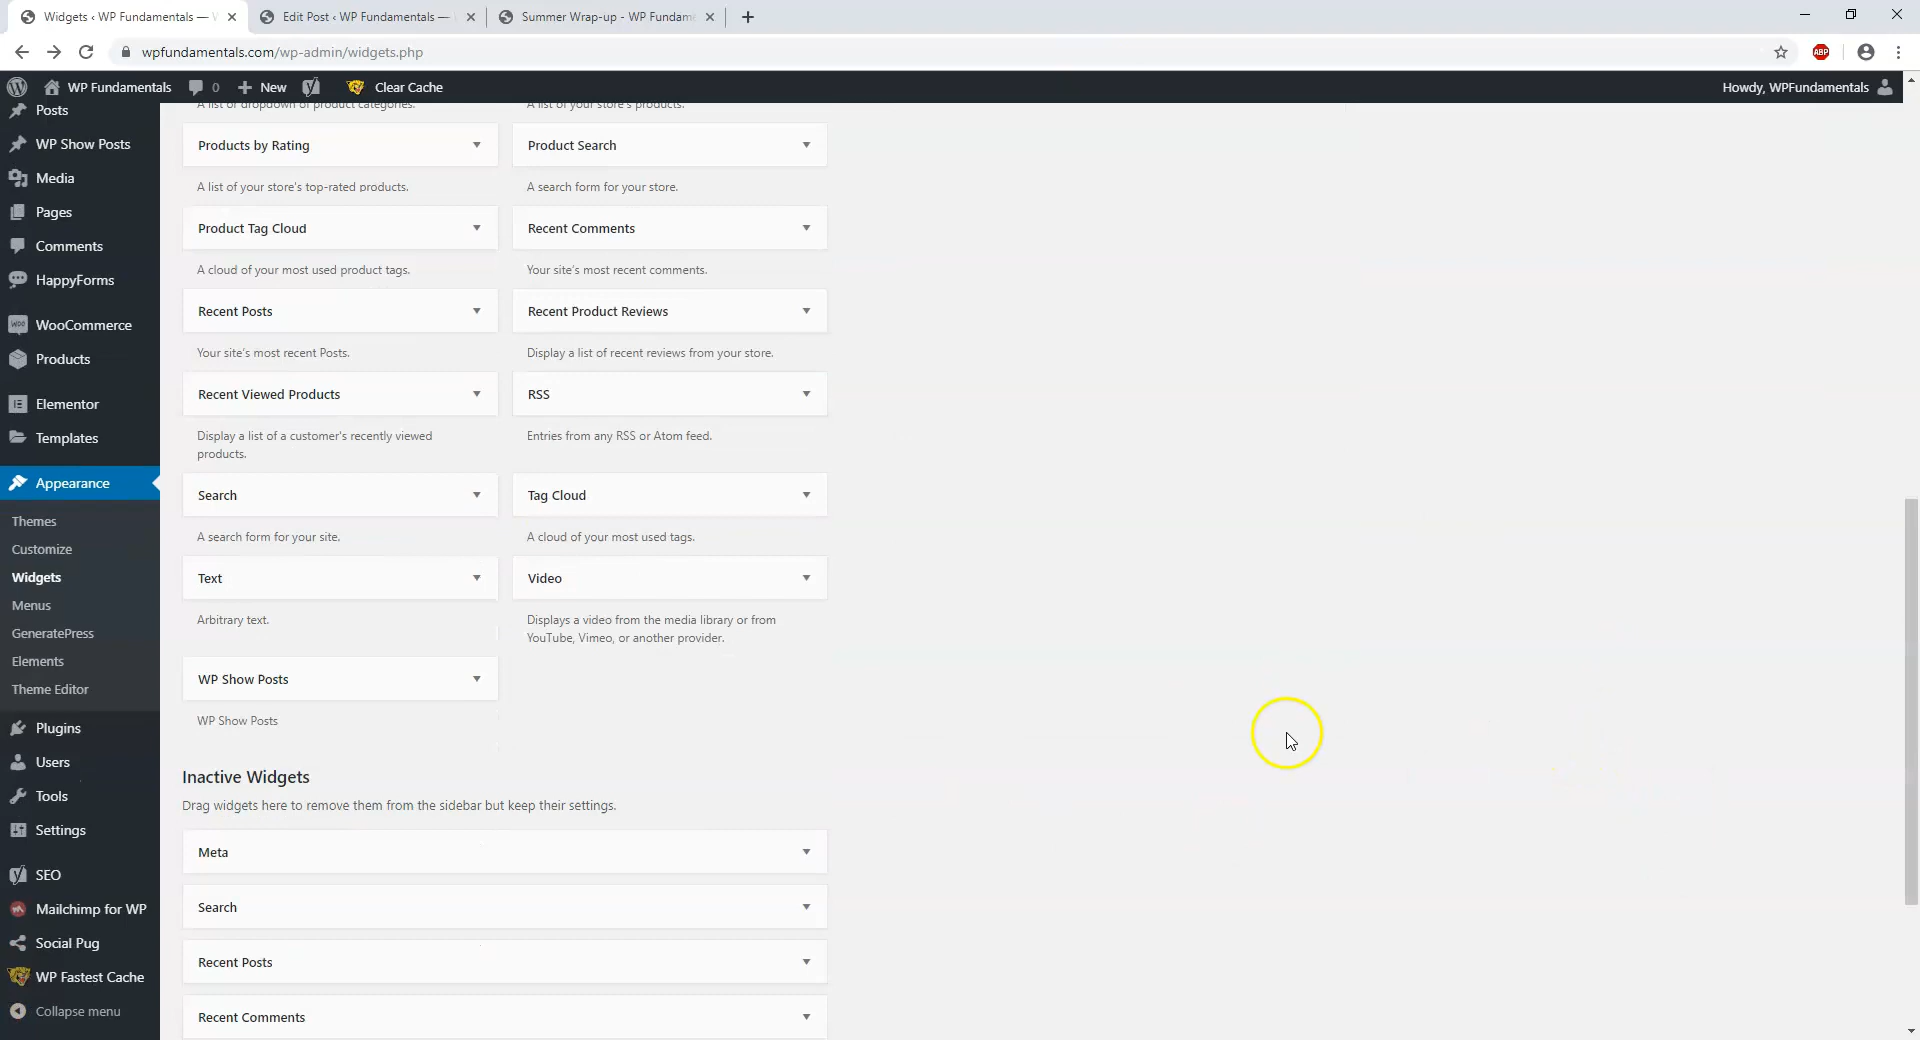 Widgets ‹ WP Fundamentals — W
Edit Post ‹ WP Fundamentals —
Summer Wrap-up - WP Fundam
wpfundamentals.com/wp-admin/widgets.php
ABP
WP Fundamentals
0
New
Clear Cache
Howdy, WPFundamentals
Posts
WP Show Posts
Media
Pages
Comments
HappyForms
WooCommerce
Products
Elementor
Templates
Appearance
Themes
Customize
Widgets
Menus
GeneratePress
Elements
Theme Editor
Plugins
Users
Tools
Settings
SEO
Mailchimp for WP
Social Pug
WP Fastest Cache
Collapse menu
A list or dropdown of product categories.
A list of your store's products.
Products by Rating
Product Search
A list of your store's top-rated products.
A search form for your store.
Product Tag Cloud
Recent Comments
A cloud of your most used product tags.
Your site's most recent comments.
Recent Posts
Recent Product Reviews
Your site's most recent Posts.
Display a list of recent reviews from your store.
Recent Viewed Products
RSS
Display a list of a customer's recently viewed
products.
Entries from any RSS or Atom feed.
Search
Tag Cloud
A search form for your site.
A cloud of your most used tags.
Text
Video
Arbitrary text.
Displays a video from the media library or from
YouTube, Vimeo, or another provider.
WP Show Posts
WP Show Posts
Inactive Widgets
Drag widgets here to remove them from the sidebar but keep their settings.
Meta
Search
Recent Posts
Recent Comments